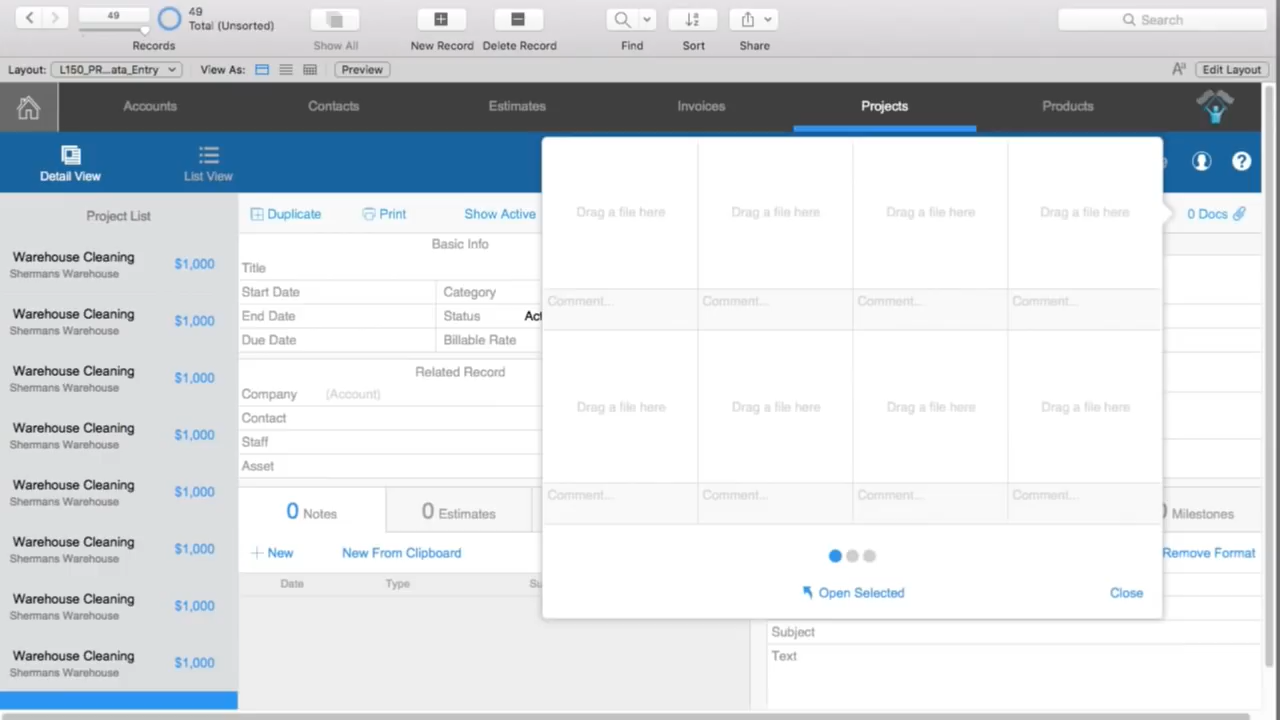 49
49
Total (Unsorted)
Records
Show All
New Record
Delete Record
Find
Sort
Share
Search
Layout:
L150_PR...ata_Entry
View As:
Preview
Edit Layout
Accounts
Contacts
Estimates
Invoices
Projects
Products
Detail View
List View
Project List
Duplicate
Print
Show Active
0 Docs
Warehouse Cleaning
Shermans Warehouse
$1,000
Warehouse Cleaning
Shermans Warehouse
$1,000
Warehouse Cleaning
Shermans Warehouse
$1,000
Warehouse Cleaning
Shermans Warehouse
$1,000
Warehouse Cleaning
Shermans Warehouse
$1,000
Warehouse Cleaning
Shermans Warehouse
$1,000
Warehouse Cleaning
Shermans Warehouse
$1,000
Warehouse Cleaning
Shermans Warehouse
$1,000
Basic Info
Title
Start Date
Category
End Date
Status
Due Date
Billable Rate
Related Record
Company
(Account)
Contact
Staff
Asset
0 Notes
0 Estimates
Milestones
New
New From Clipboard
Remove Format
Date
Type
Drag a file here
Drag a file here
Drag a file here
Drag a file here
Comment...
Comment...
Comment...
Comment...
Drag a file here
Drag a file here
Drag a file here
Drag a file here
Comment...
Comment...
Comment...
Comment...
Open Selected
Close
Subject
Text